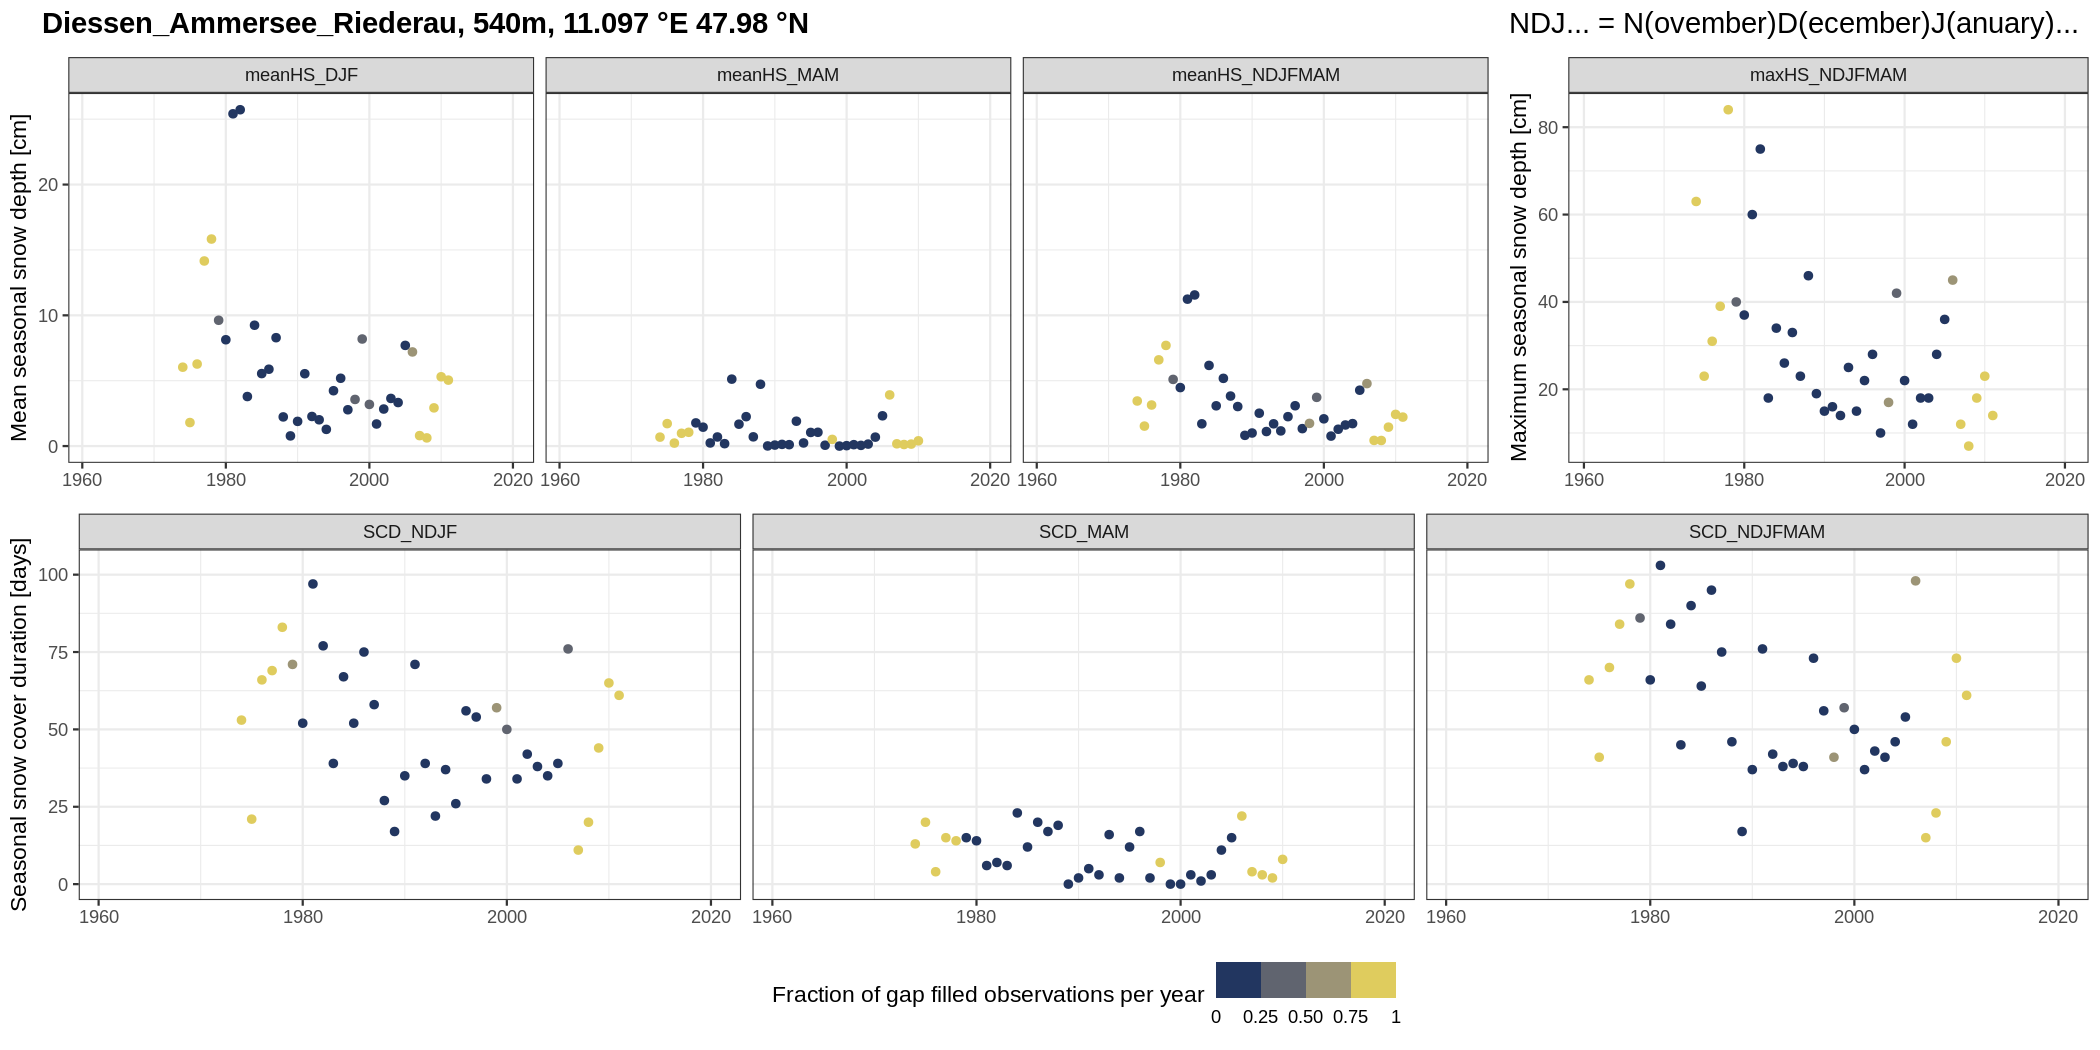 Diessen_Ammersee_Riederau, 540m, 11.097 °E 47.98 °N
NDJ... = N(ovember)D(ecember)J(anuary)...
meanHS_DJF
meanHS_MAM
meanHS_NDJFMAM
maxHS_NDJFMAM
Mean seasonal snow depth [cm]
20
10
0
1960 1980 2000 2020
1960 1980 2000 2020
1960 1980 2000 2020
Maximum seasonal snow depth [cm]
80
60
40
20
1960 1980 2000 2020
SCD_NDJF
SCD_MAM
SCD_NDJFMAM
Seasonal snow cover duration [days]
100
75
50
25
0
1960 1980 2000 2020
1960 1980 2000 2020
1960 1980 2000 2020
Fraction of gap filled observations per year
0 0.25 0.50 0.75 1